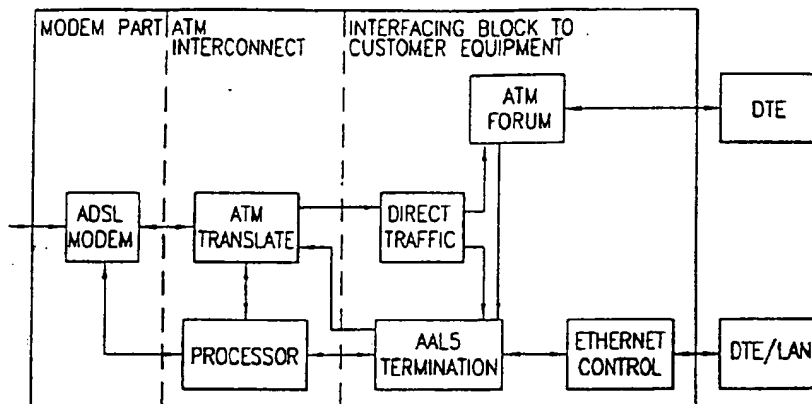 MODEM PART
ATM
INTERCONNECT
INTERFACING BLOCK TO
CUSTOMER EQUIPMENT
ATM
FORUM
DTE
ADSL
MODEM
ATM
TRANSLATE
DIRECT
TRAFFIC
PROCESSOR
AAL5
TERMINATION
ETHERNET
CONTROL
DTE/LAN